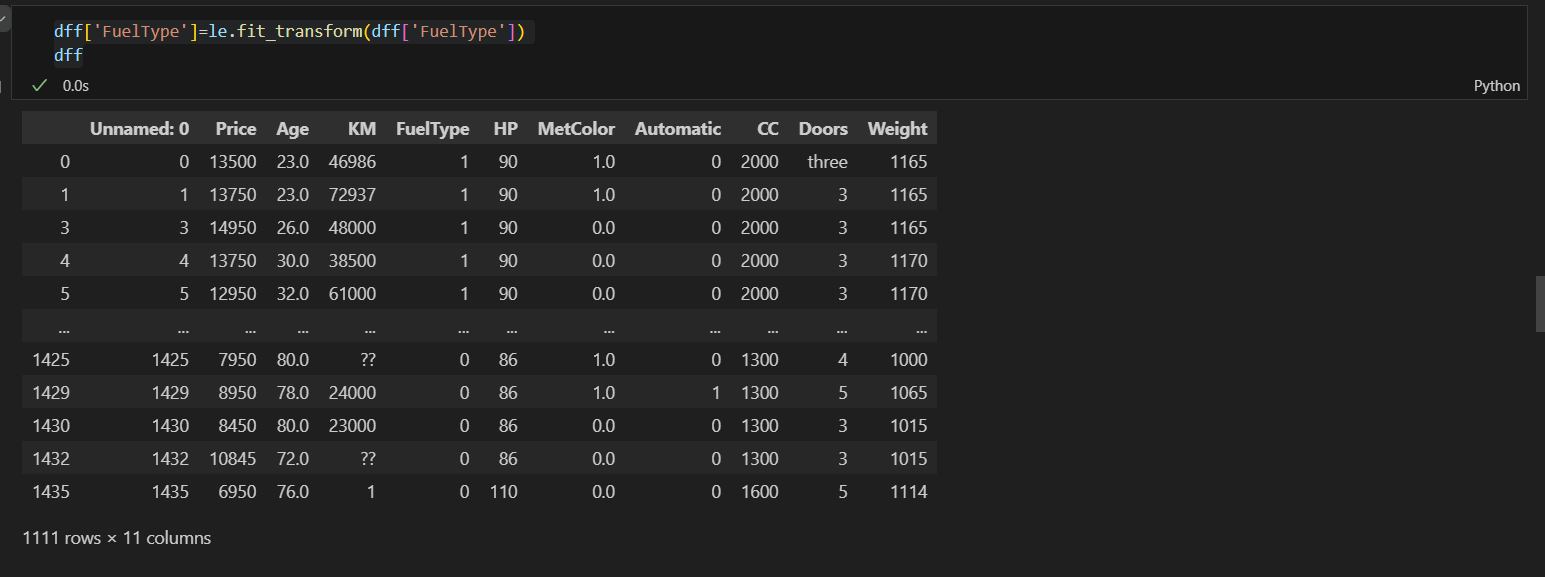 dff['FuelType']=le.fit_transform(dff['FuelType'])
dff
0.0s
Python
Unnamed: 0 Price Age KM FuelType HP MetColor Automatic CC Doors Weight
0 0 13500 23.0 46986 1 90 1.0 0 2000 three 1165
1 1 13750 23.0 72937 1 90 1.0 0 2000 3 1165
3 3 14950 26.0 48000 1 90 0.0 0 2000 3 1165
4 4 13750 30.0 38500 1 90 0.0 0 2000 3 1170
5 5 12950 32.0 61000 1 90 0.0 0 2000 3 1170
... ... ... ... ... ... ... ... ... ... ... ...
1425 1425 7950 80.0 ?? 0 86 1.0 0 1300 4 1000
1429 1429 8950 78.0 24000 0 86 1.0 1 1300 5 1065
1430 1430 8450 80.0 23000 0 86 0.0 0 1300 3 1015
1432 1432 10845 72.0 ?? 0 86 0.0 0 1300 3 1015
1435 1435 6950 76.0 1 0 110 0.0 0 1600 5 1114
1111 rows × 11 columns